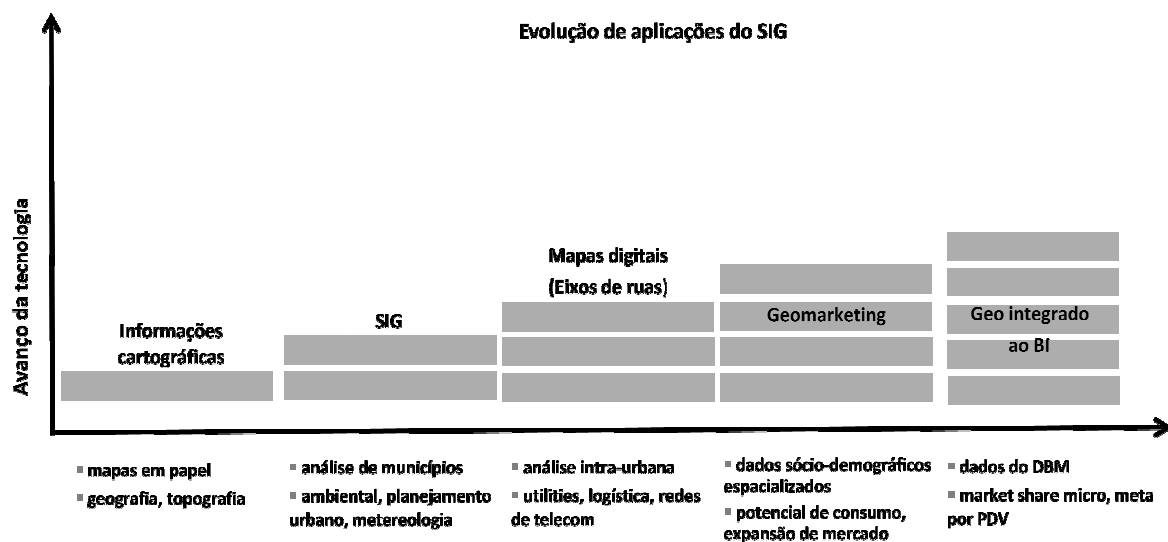 Evolução de aplicações do SIG
Avanço da tecnologia
Informações
cartográficas
SIG
Mapas digitais
(Eixos de ruas)
Geomarketing
Geo integrado
ao BI
▪ mapas em papel
▪ geografia, topografia
▪ análise de municípios
▪ ambiental, planejamento
urbano, metereologia
▪ análise intra-urbana
▪ utilities, logística, redes
de telecom
▪ dados sócio-demográficos
espacializados
▪ potencial de consumo,
expansão de mercado
▪ dados do DBM
▪ market share micro, meta
por PDV